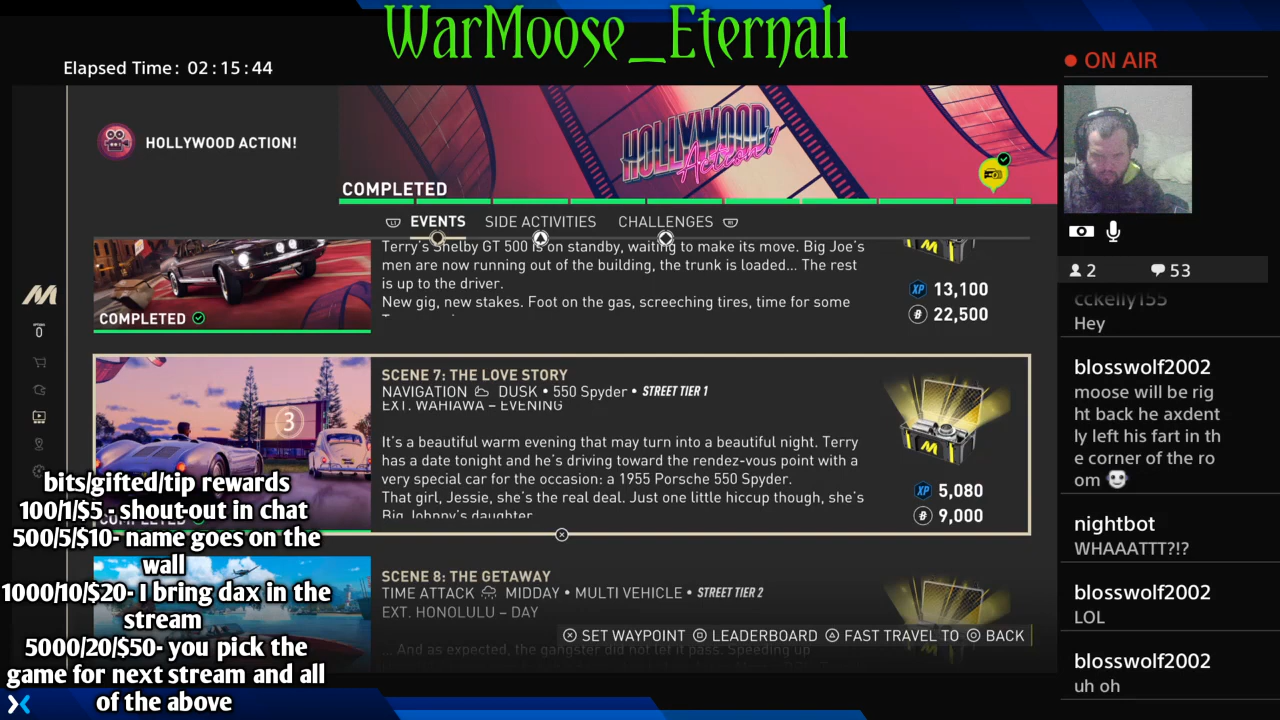 WarMoose_Eternal1
Elapsed Time: 02:15:44
ON AIR
HOLLYWOOD ACTION!
HOLLYWOOD
Action!
COMPLETED
EVENTS SIDE ACTIVITIES CHALLENGES
Terry's Shelby GT 500 is on standby, waiting to make its move. Big Joe's
men are now running out of the building, the trunk is loaded... The rest
is up to the driver.
New gig, new stakes. Foot on the gas, screeching tires, time for some
13,100
22,500
COMPLETED
0
SCENE 7: THE LOVE STORY
NAVIGATION DUSK • 550 Spyder • STREET TIER 1
EXT. WAHIAWA – EVENING
3
It's a beautiful warm evening that may turn into a beautiful night. Terry
has a date tonight and he's driving toward the rendez-vous point with a
very special car for the occasion: a 1955 Porsche 550 Spyder.
That girl, Jessie, she's the real deal. Just one little hiccup though, she's
Big Johnny's daughter
XP 5,080
9,000
SCENE 8: THE GETAWAY
TIME ATTACK MIDDAY • MULTI VEHICLE • STREET TIER 2
EXT. HONOLULU – DAY
... And as expected, the gangster did not let it pass. Speeding up
SET WAYPOINT LEADERBOARD FAST TRAVEL TO BACK
bits/gifted/tip rewards
100/1/$5 - shout-out in chat
500/5/$10- name goes on the
wall
1000/10/$20- I bring dax in the
stream
5000/20/$50- you pick the
game for next stream and all
of the above
2 53
cckelly155
Hey
blosswolf2002
moose will be rig
ht back he axdent
ly left his fart in th
e corner of the ro
om
nightbot
WHAAATTT?!?
blosswolf2002
LOL
blosswolf2002
uh oh